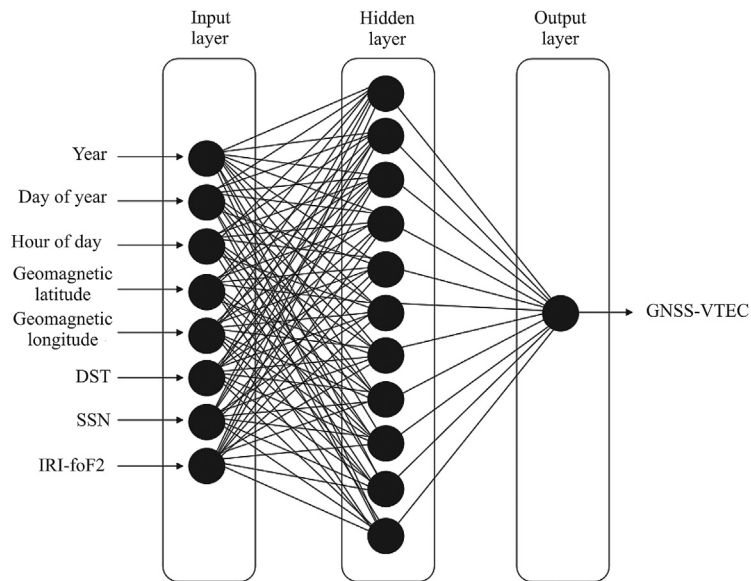 Input
layer
Hidden
layer
Output
layer
Year
Day of year
Hour of day
Geomagnetic
latitude
Geomagnetic
longitude
DST
SSN
IRI-foF2
GNSS-VTEC